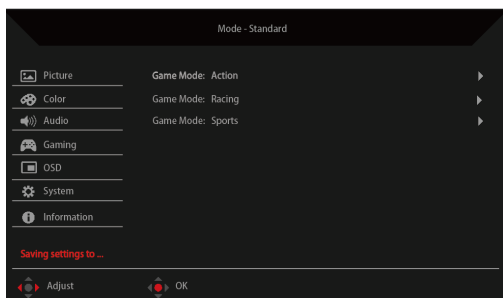 Mode - Standard
Picture
Game Mode: Action
Color
Game Mode: Racing
Audio
Game Mode: Sports
Gaming
OSD
System
Information
Saving settings to ...
Adjust
OK